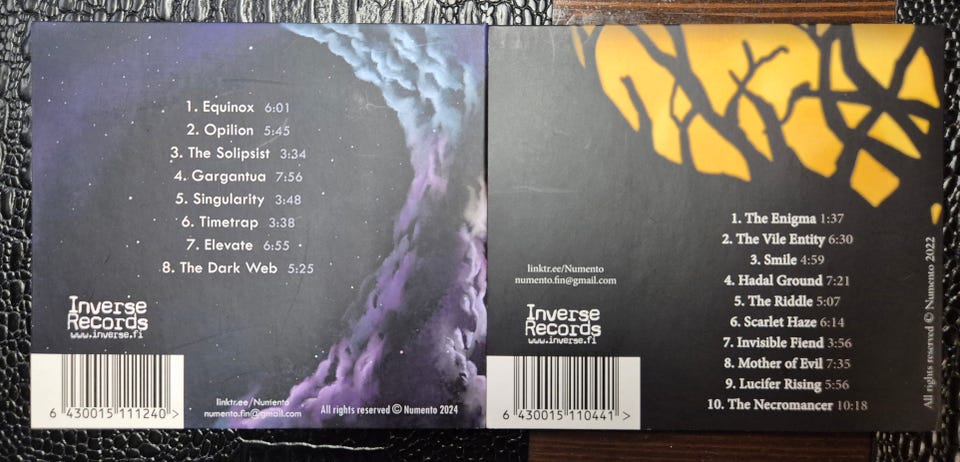 1. Equinox 6:01
2. Opilion 5:45
3. The Solipsist 3:34
4. Gargantua 7:56
5. Singularity 3:48
6. Timetrap 3:38
7. Elevate 6:55
8. The Dark Web 5:25
Inverse
Records
www.inverse.fi
6 430015 111240 >
linktr.ee/Numento
numento.fin@gmail.com
All rights reserved © Numento 2024
1. The Enigma 1:37
2. The Vile Entity 6:30
3. Smile 4:59
4. Hadal Ground 7:21
5. The Riddle 5:07
6. Scarlet Haze 6:14
7. Invisible Fiend 3:56
8. Mother of Evil 7:35
9. Lucifer Rising 5:56
10. The Necromancer 10:18
linktr.ee/Numento
numento.fin@gmail.com
Inverse
Records
www.inverse.fi
6 430015 110441 >
All rights reserved © Numento 2022